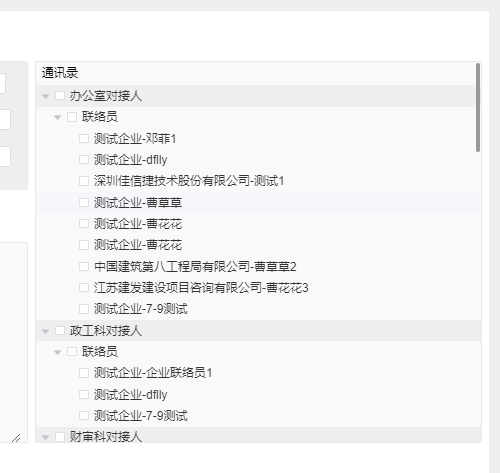 通讯录
办公室对接人
联络员
测试企业-邓菲1
测试企业-dflly
深圳佳信捷技术股份有限公司-测试1
测试企业-曹草草
测试企业-曹花花
测试企业-曹花花
中国建筑第八工程局有限公司-曹草草2
江苏建发建设项目咨询有限公司-曹花花3
测试企业-7-9测试
政工科对接人
联络员
测试企业-企业联络员1
测试企业-dflly
测试企业-7-9测试
财审科对接人